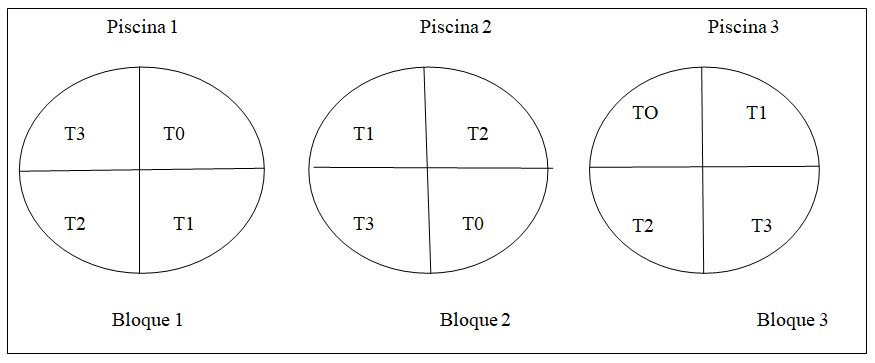 Piscina 1 Piscina 2 Piscina 3
TO T1
T3 T0 T1 T2
T2 T1 T3 T0 T2 T3
Bloque 1 Bloque 2 Bloque 3